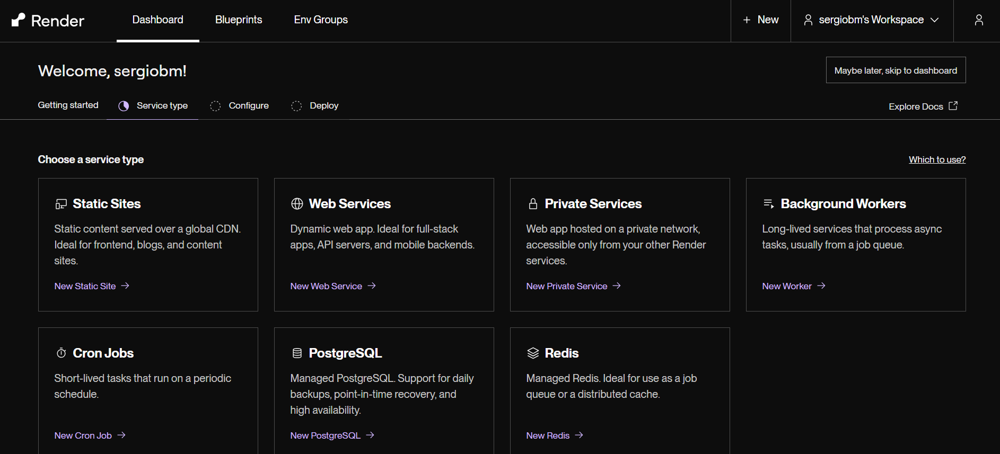 Render
Dashboard
Blueprints
Env Groups
+ New
sergiobm's Workspace
Welcome, sergiobm!
Maybe later, skip to dashboard
Getting started
Service type
Configure
Deploy
Explore Docs
Choose a service type
Which to use?
Static Sites
Static content served over a global CDN.
Ideal for frontend, blogs, and content
sites.
New Static Site →
Web Services
Dynamic web app. Ideal for full-stack
apps, API servers, and mobile backends.
New Web Service →
Private Services
Web app hosted on a private network,
accessible only from your other Render
services.
New Private Service →
Background Workers
Long-lived services that process async
tasks, usually from a job queue.
New Worker →
Cron Jobs
Short-lived tasks that run on a periodic
schedule.
New Cron Job →
PostgreSQL
Managed PostgreSQL. Support for daily
backups, point-in-time recovery, and
high availability.
New PostgreSQL →
Redis
Managed Redis. Ideal for use as a job
queue or a distributed cache.
New Redis →